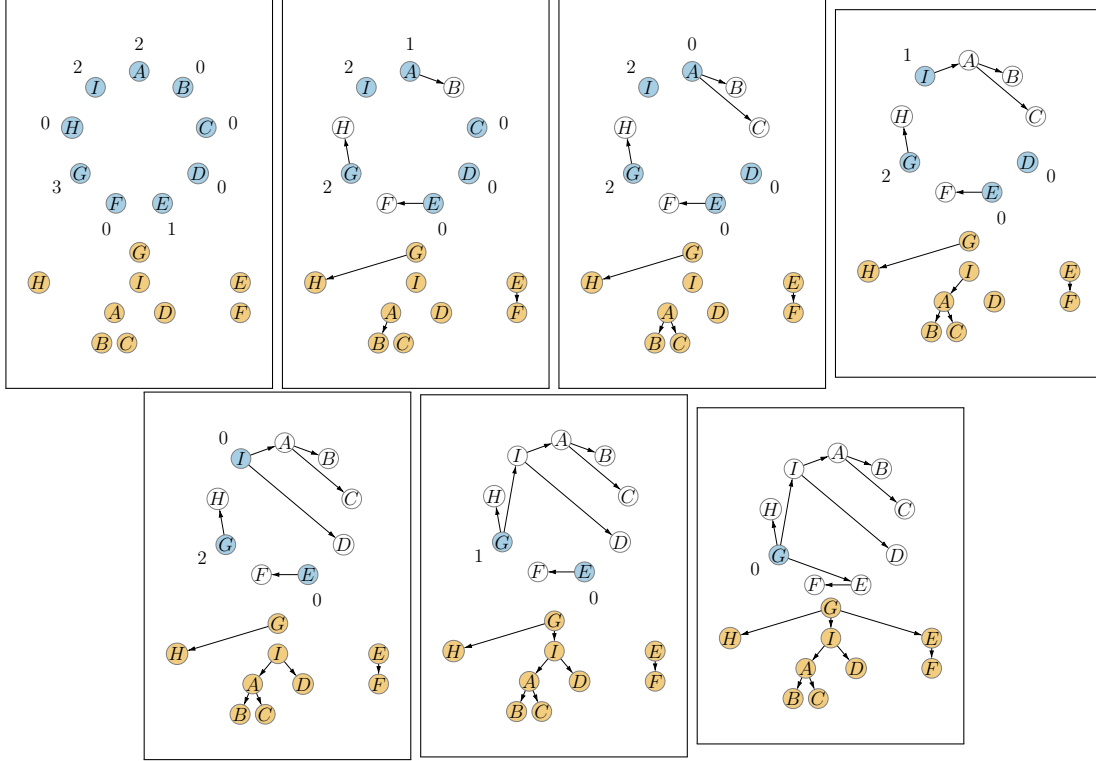 2
2 A 0
I B
0 H C 0
G D
3 F E 0
0 1
G
H I E
A D F
B C
1
2 A
I B
H C 0
G D
2 F E 0
0
G
H I E
A D F
B C
0
2 A
I B
H C
G D
2 F E 0
0
G
H I E
A D F
B C
1 A
I B
H C
G D
2 F E 0
0
G
H I E
A D F
B C
0 A
I B
H C
G D
2 F E
0
G
H I E
A D F
B C
A
I B
H C
G D
1 F E
0
G
H I E
A D F
B C
A
I B
H C
G D
0 F E
G
H I E
A D F
B C